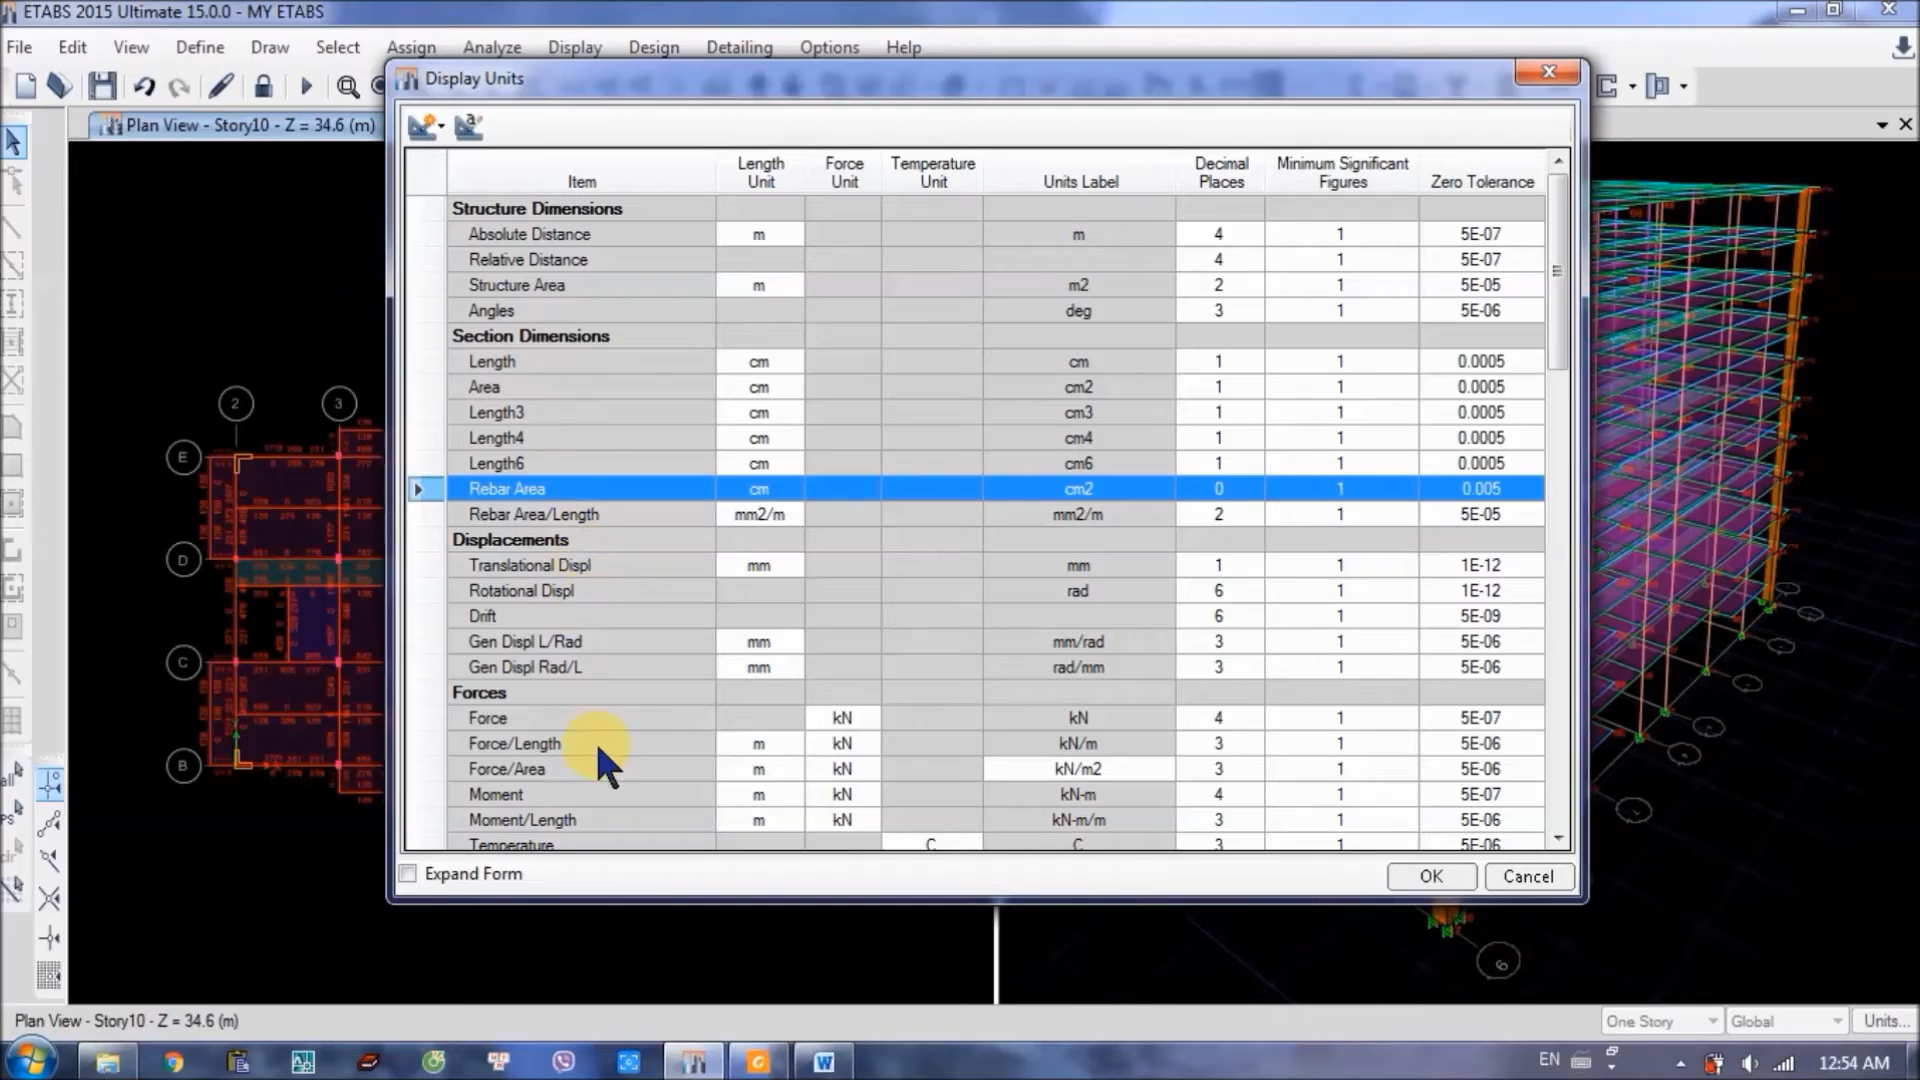 ETABS 2015 Ultimate 15.0.0 - MY ETABS
File Edit View Define Draw Select Assign Analyze Display Design Detailing Options Help
Display Units
Plan View - Story10 - Z = 34.6 (m)
Item Length Unit Force Unit Temperature Unit Units Label Decimal Places Minimum Significant Figures Zero Tolerance
Structure Dimensions
Absolute Distance m m 4 1 5E-07
Relative Distance 4 1 5E-07
Structure Area m m2 2 1 5E-05
Angles deg 3 1 5E-06
Section Dimensions
Length cm cm 1 1 0.0005
Area cm cm2 1 1 0.0005
Length3 cm cm3 1 1 0.0005
Length4 cm cm4 1 1 0.0005
Length6 cm cm6 1 1 0.0005
Rebar Area cm cm2 0 1 0.005
Rebar Area/Length mm2/m mm2/m 2 1 5E-05
Displacements
Translational Displ mm mm 1 1 1E-12
Rotational Displ rad 6 1 1E-12
Drift 6 1 5E-09
Gen Displ L/Rad mm mm/rad 3 1 5E-06
Gen Displ Rad/L mm rad/mm 3 1 5E-06
Forces
Force kN kN 4 1 5E-07
Force/Length m kN kN/m 3 1 5E-06
Force/Area m kN kN/m2 3 1 5E-06
Moment m kN kN-m 4 1 5E-07
Moment/Length m kN kN-m/m 3 1 5E-06
Temperature C C 3 1 5E-06
Expand Form OK Cancel
2 3
E
D
C
B
Plan View - Story10 - Z = 34.6 (m) One Story Global Units...
EN 12:54 AM